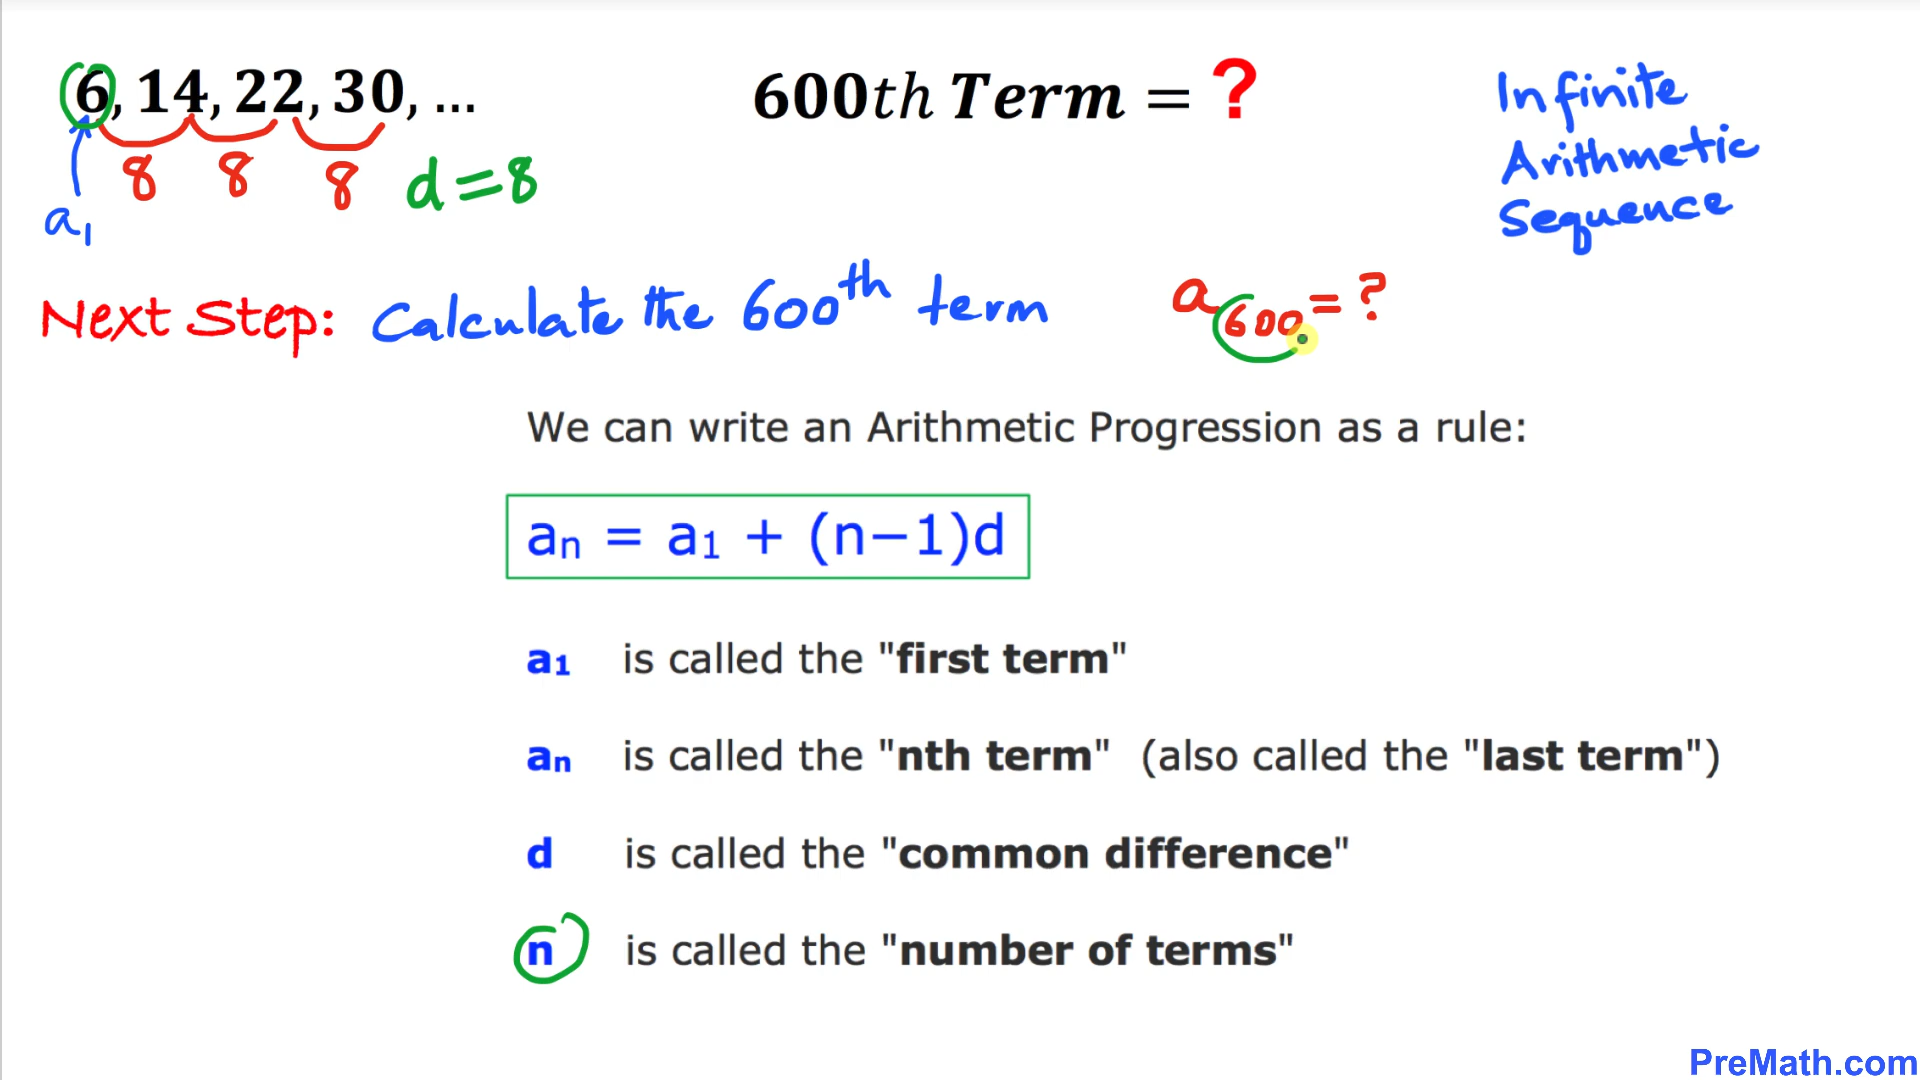 6, 14, 22, 30, ...
600th Term = ?
Infinite
Arithmetic
Sequence
8 8 8 d=8
a1
Next Step: Calculate the 600th term
a600 = ?
We can write an Arithmetic Progression as a rule:
an = a1 + (n−1)d
a1 is called the "first term"
an is called the "nth term" (also called the "last term")
d is called the "common difference"
n is called the "number of terms"
PreMath.com